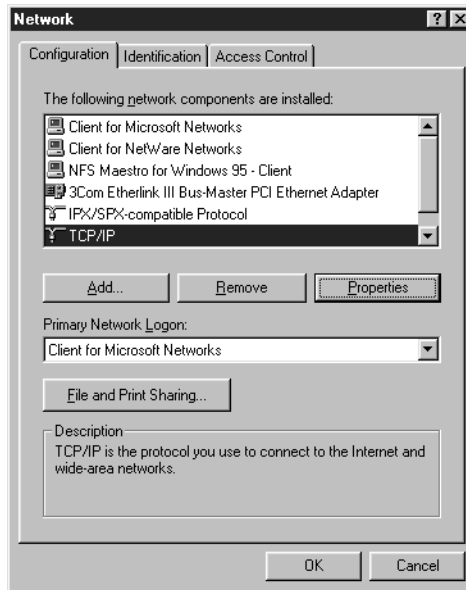 Network
Configuration Identification Access Control
The following network components are installed:
Client for Microsoft Networks
Client for NetWare Networks
NFS Maestro for Windows 95 - Client
3Com Etherlink III Bus-Master PCI Ethernet Adapter
IPX/SPX-compatible Protocol
TCP/IP
Add... Remove Properties
Primary Network Logon:
Client for Microsoft Networks
File and Print Sharing...
Description
TCP/IP is the protocol you use to connect to the Internet and
wide-area networks.
OK Cancel